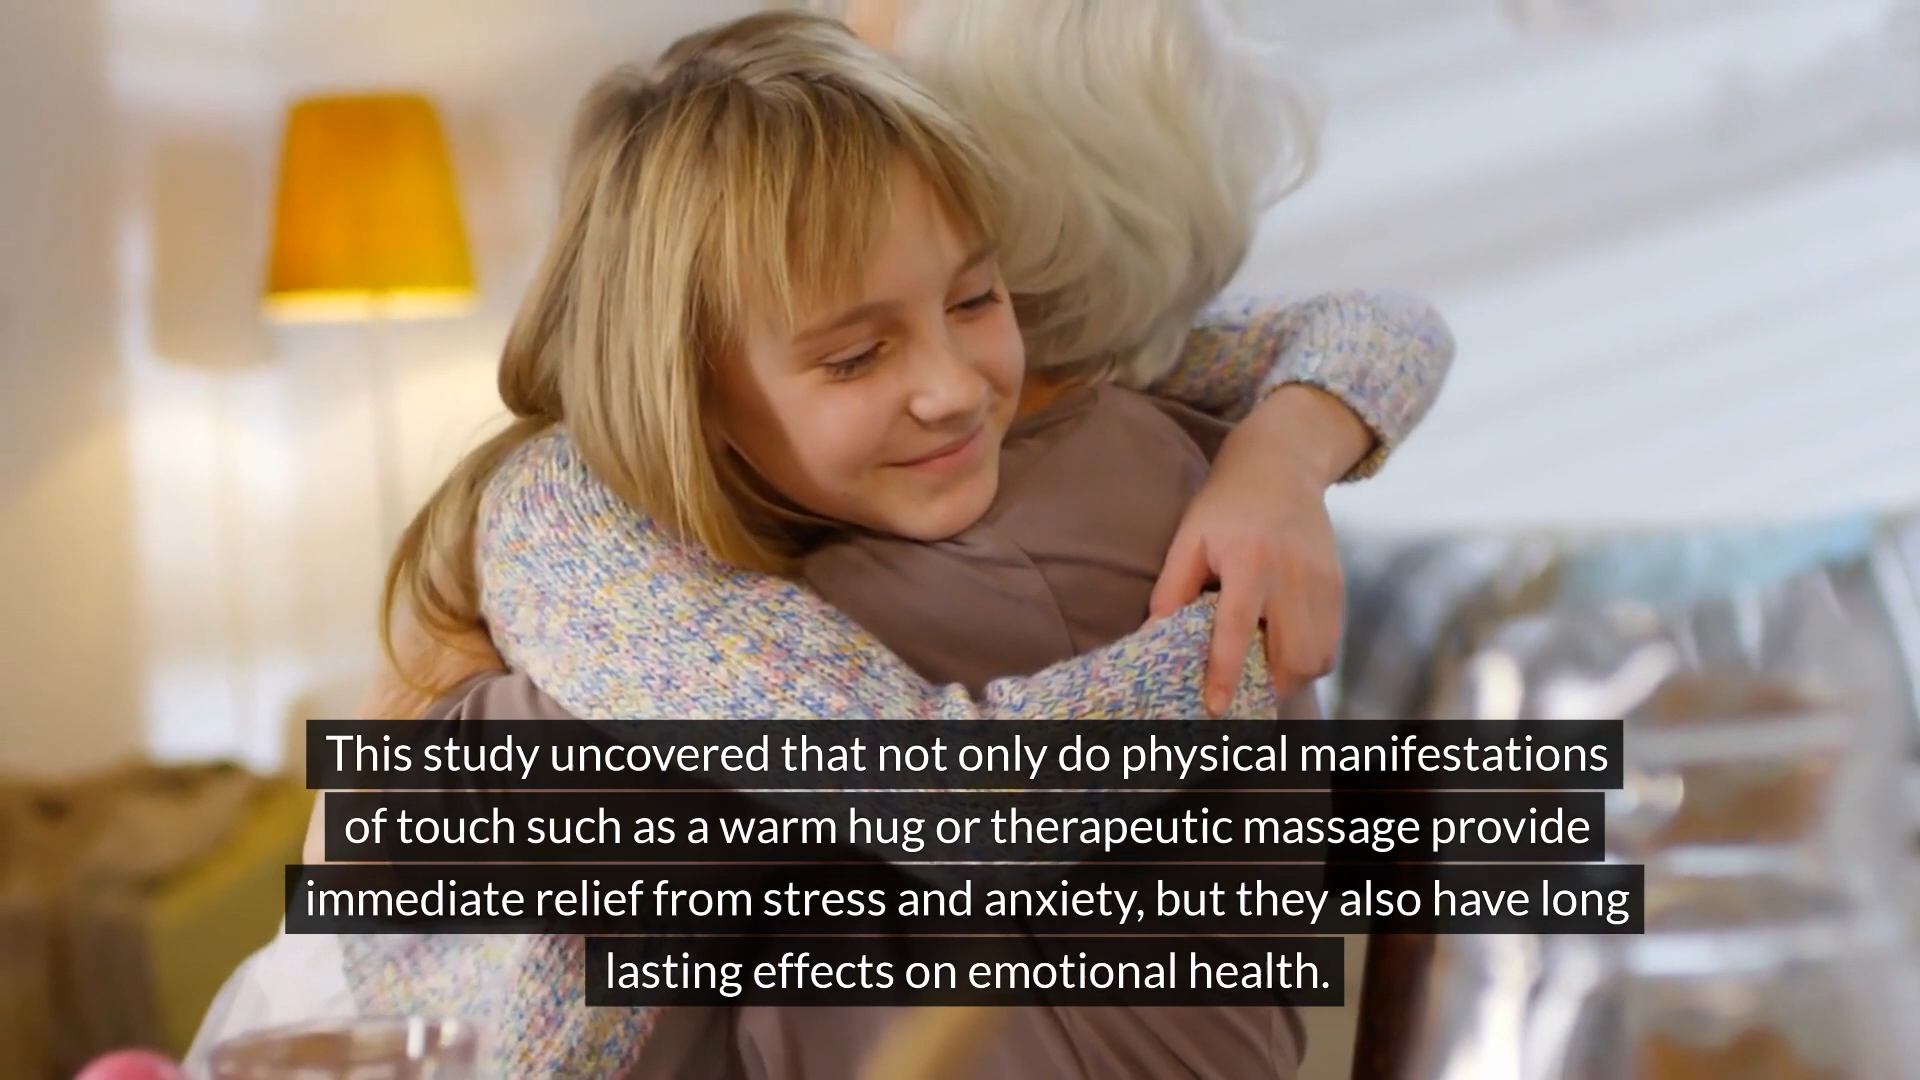 This study uncovered that not only do physical manifestations
of touch such as a warm hug or therapeutic massage provide
immediate relief from stress and anxiety, but they also have long
lasting effects on emotional health.